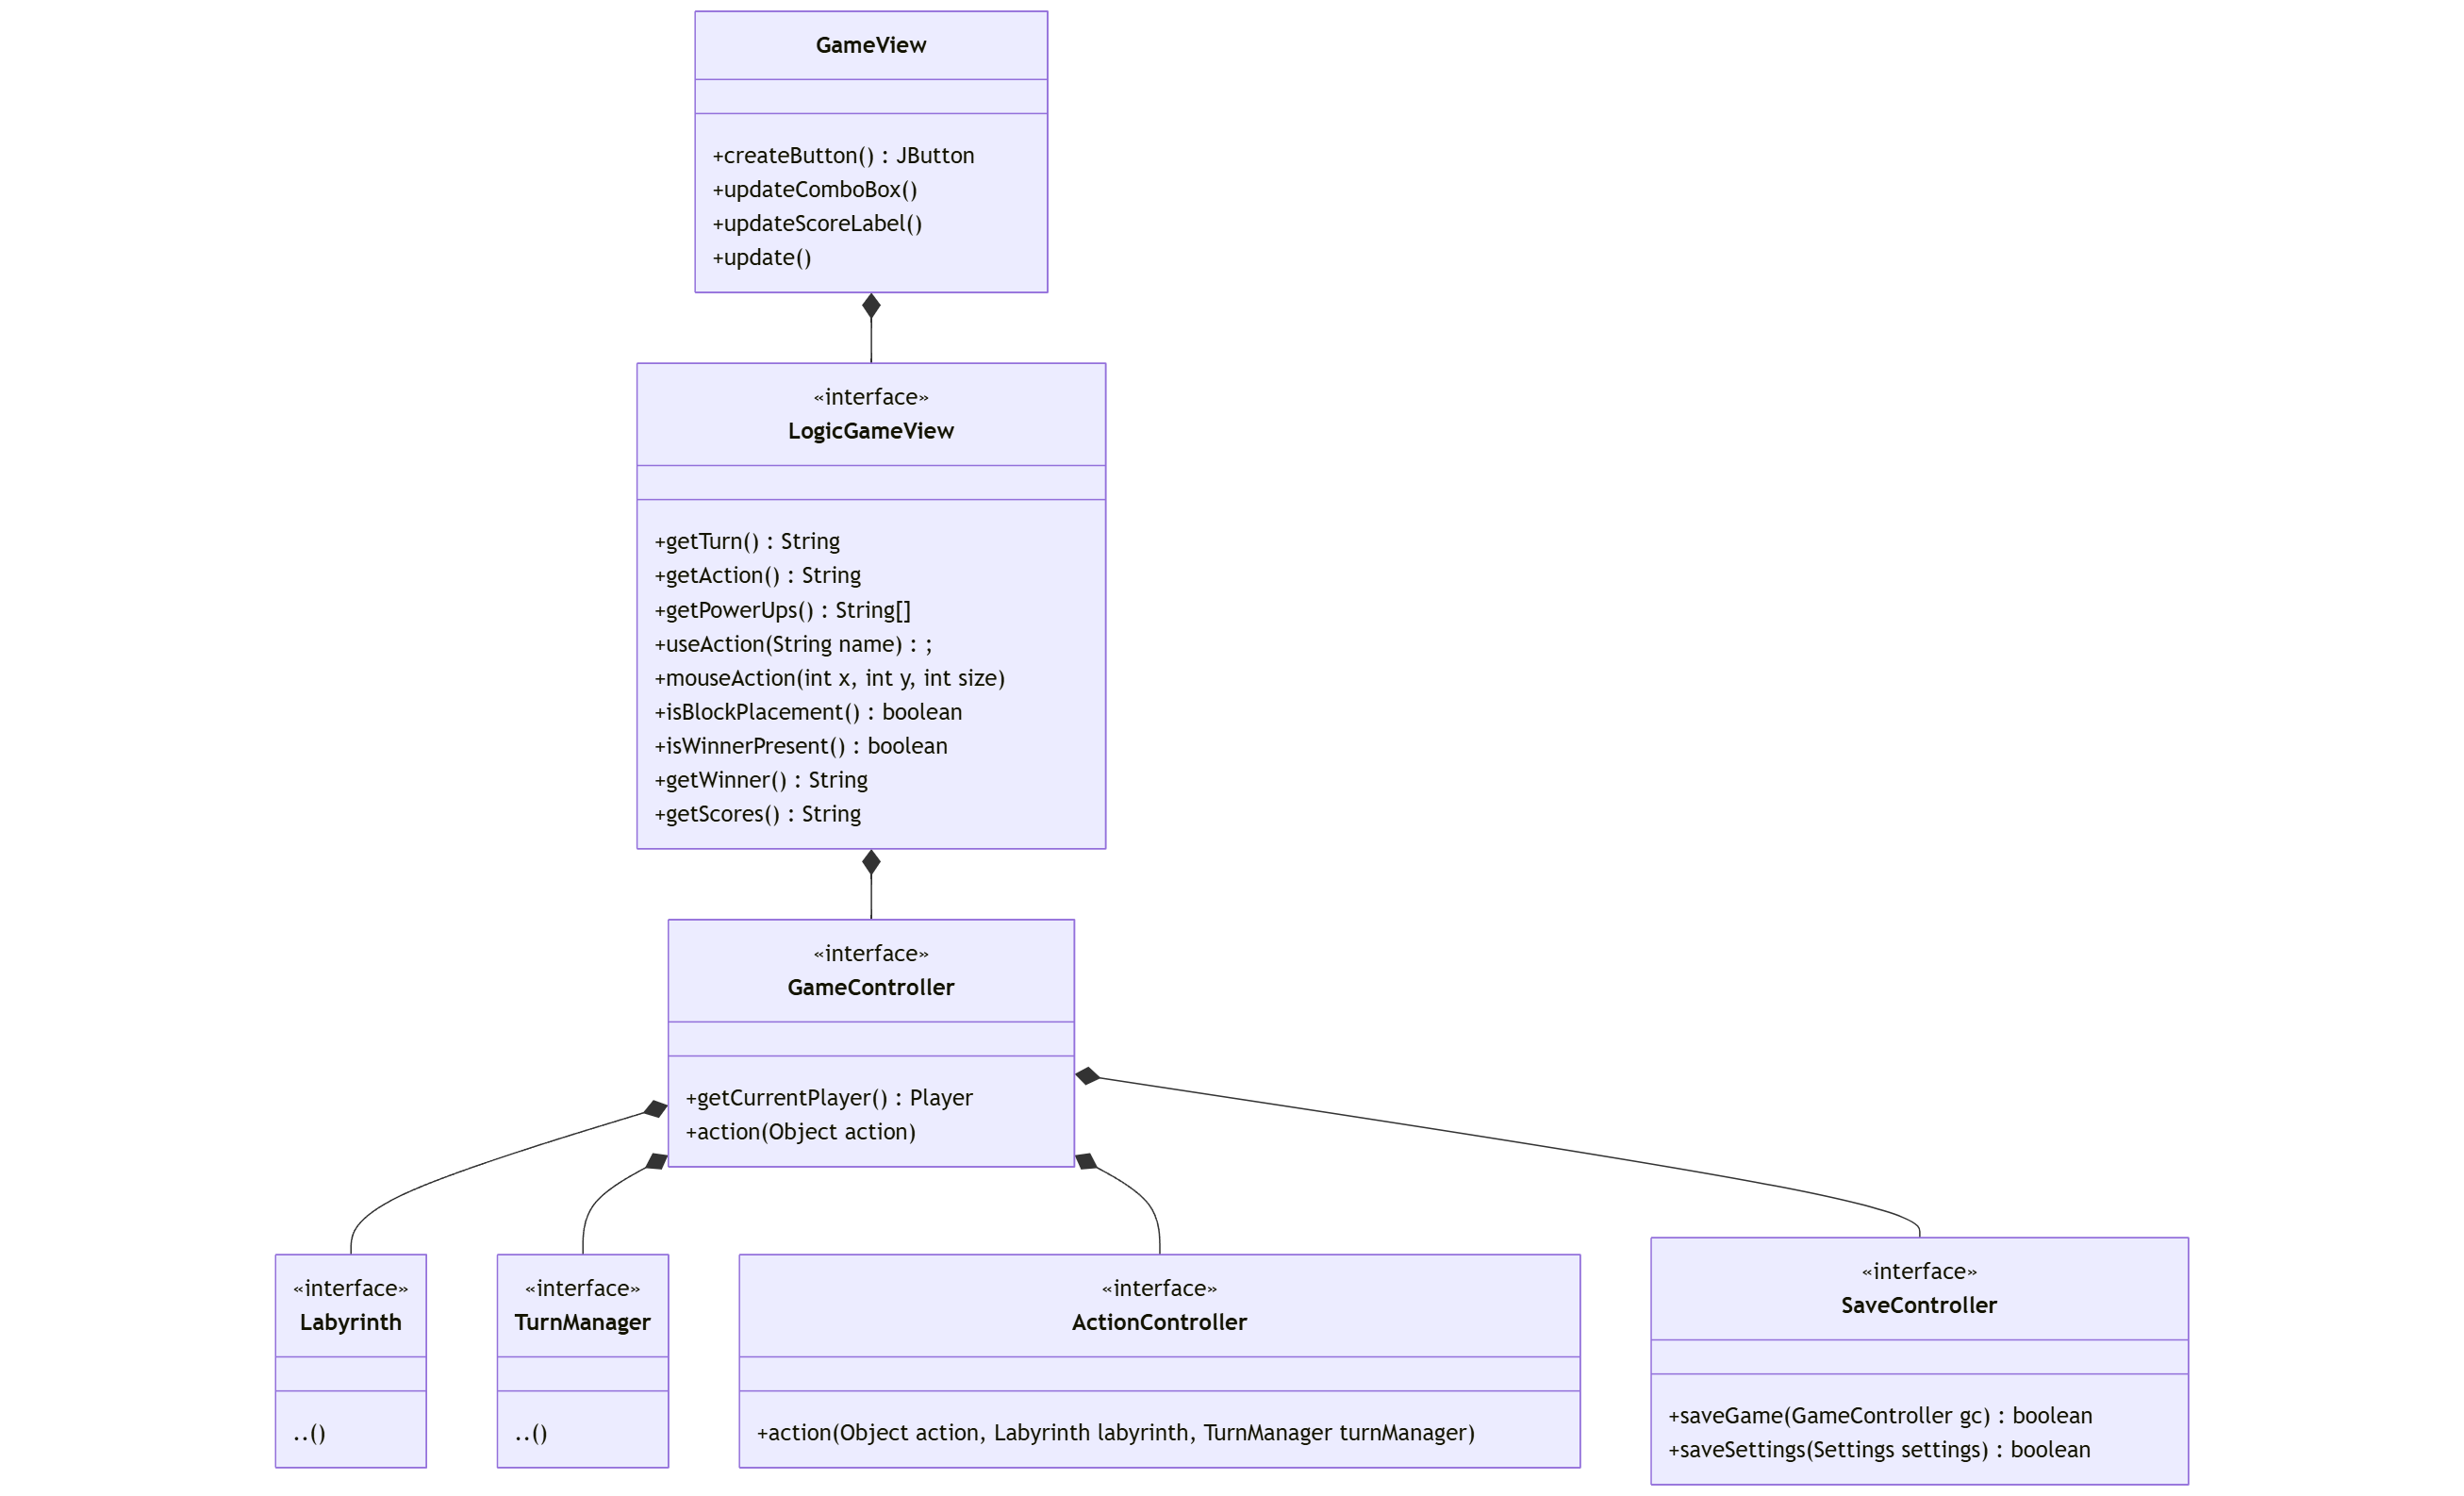 GameView
+createButton() : JButton
+updateComboBox()
+updateScoreLabel()
+update()
«interface»
LogicGameView
+getTurn() : String
+getAction() : String
+getPowerUps() : String[]
+useAction(String name) : ;
+mouseAction(int x, int y, int size)
+isBlockPlacement() : boolean
+isWinnerPresent() : boolean
+getWinner() : String
+getScores() : String
«interface»
GameController
+getCurrentPlayer() : Player
+action(Object action)
«interface»
Labyrinth
..()
«interface»
TurnManager
..()
«interface»
ActionController
+action(Object action, Labyrinth labyrinth, TurnManager turnManager)
«interface»
SaveController
+saveGame(GameController gc) : boolean
+saveSettings(Settings settings) : boolean